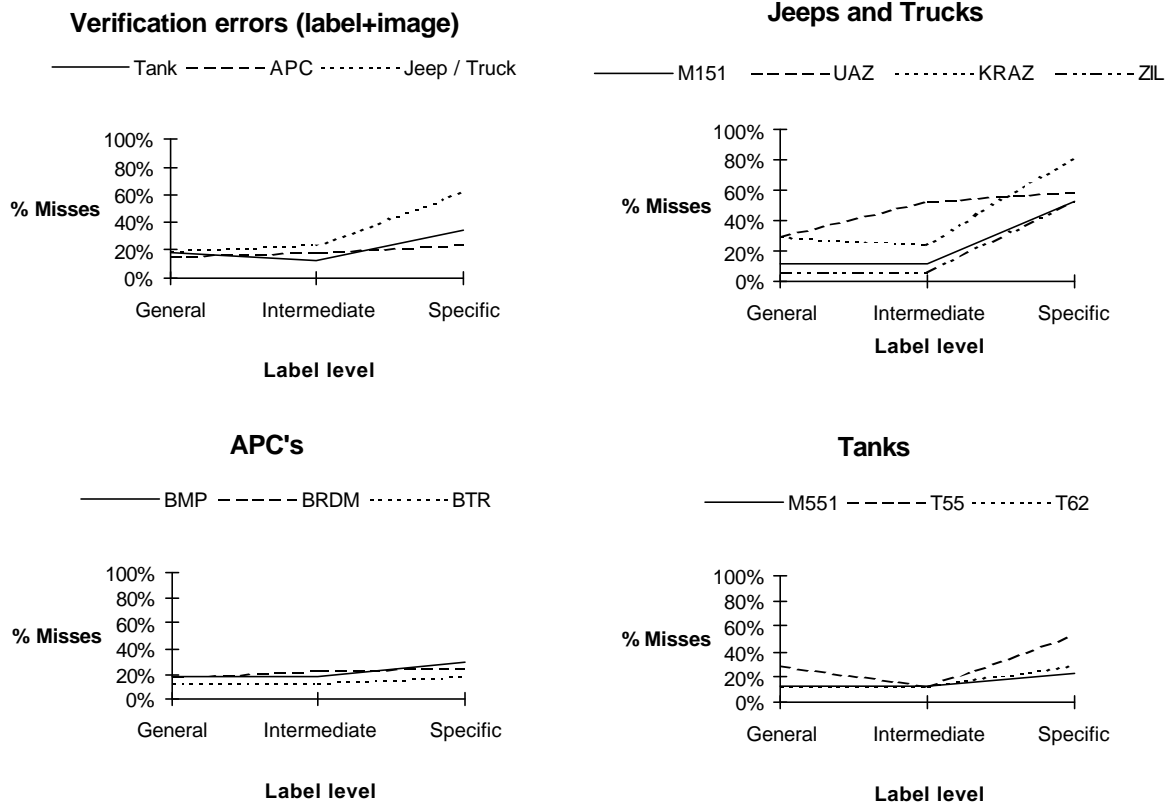 Verification errors (label+image)
Tank APC Jeep / Truck
100%
80%
60%
40%
20%
0%
% Misses
General Intermediate Specific
Label level
Jeeps and Trucks
M151 UAZ KRAZ ZIL
100%
80%
60%
40%
20%
0%
% Misses
General Intermediate Specific
Label level
APC's
BMP BRDM BTR
100%
80%
60%
40%
20%
0%
% Misses
General Intermediate Specific
Label level
Tanks
M551 T55 T62
100%
80%
60%
40%
20%
0%
% Misses
General Intermediate Specific
Label level